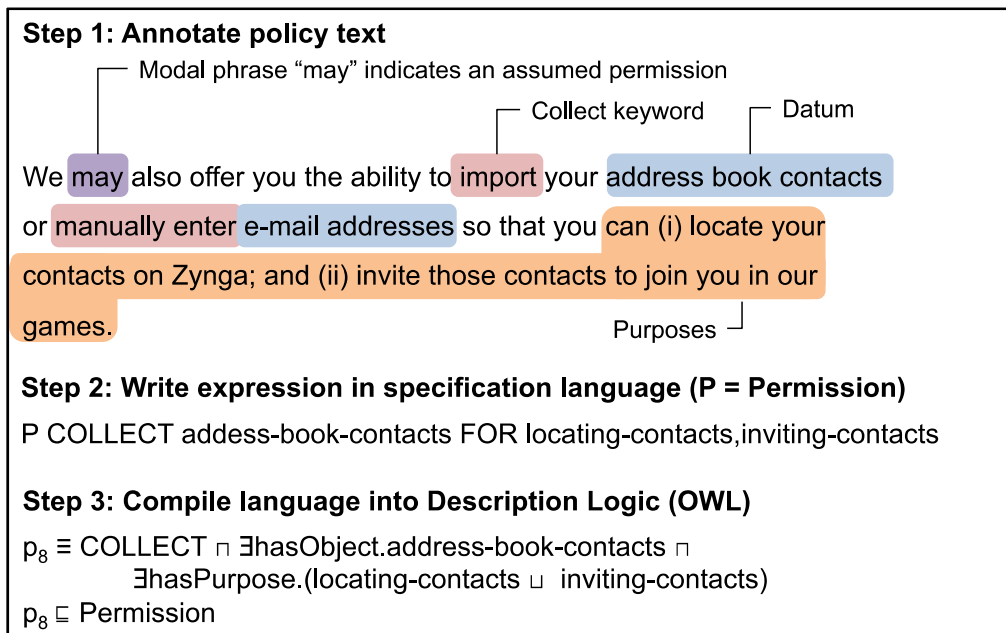 Step 1: Annotate policy text
Modal phrase “may” indicates an assumed permission
Collect keyword
Datum
We may also offer you the ability to import your address book contacts
or manually enter e-mail addresses so that you can (i) locate your
contacts on Zynga; and (ii) invite those contacts to join you in our
games.
Purposes
Step 2: Write expression in specification language (P = Permission)
P COLLECT addess-book-contacts FOR locating-contacts,inviting-contacts
Step 3: Compile language into Description Logic (OWL)
p₈ ≡ COLLECT ⊓ ∃hasObject.address-book-contacts ⊓
∃hasPurpose.(locating-contacts ⊔ inviting-contacts)
p₈ ⊑ Permission